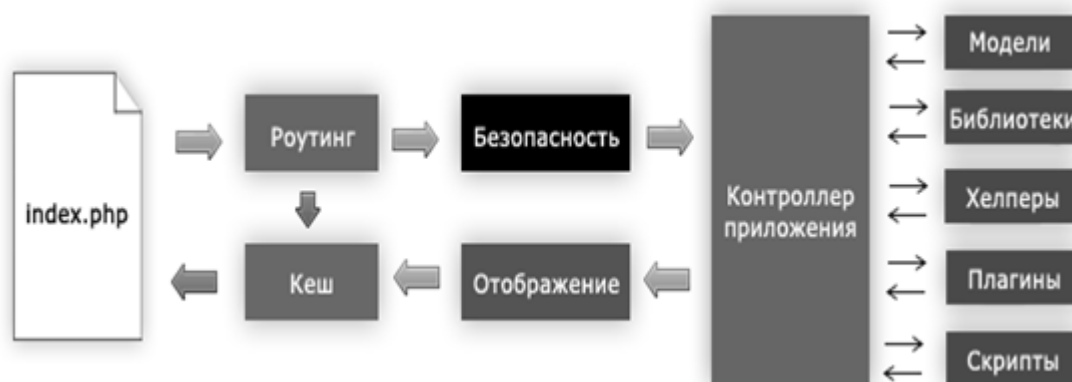 index.php
Роутинг
Безопасность
Кеш
Отображение
Контроллер
приложения
Модели
Библиотеки
Хелперы
Плагины
Скрипты